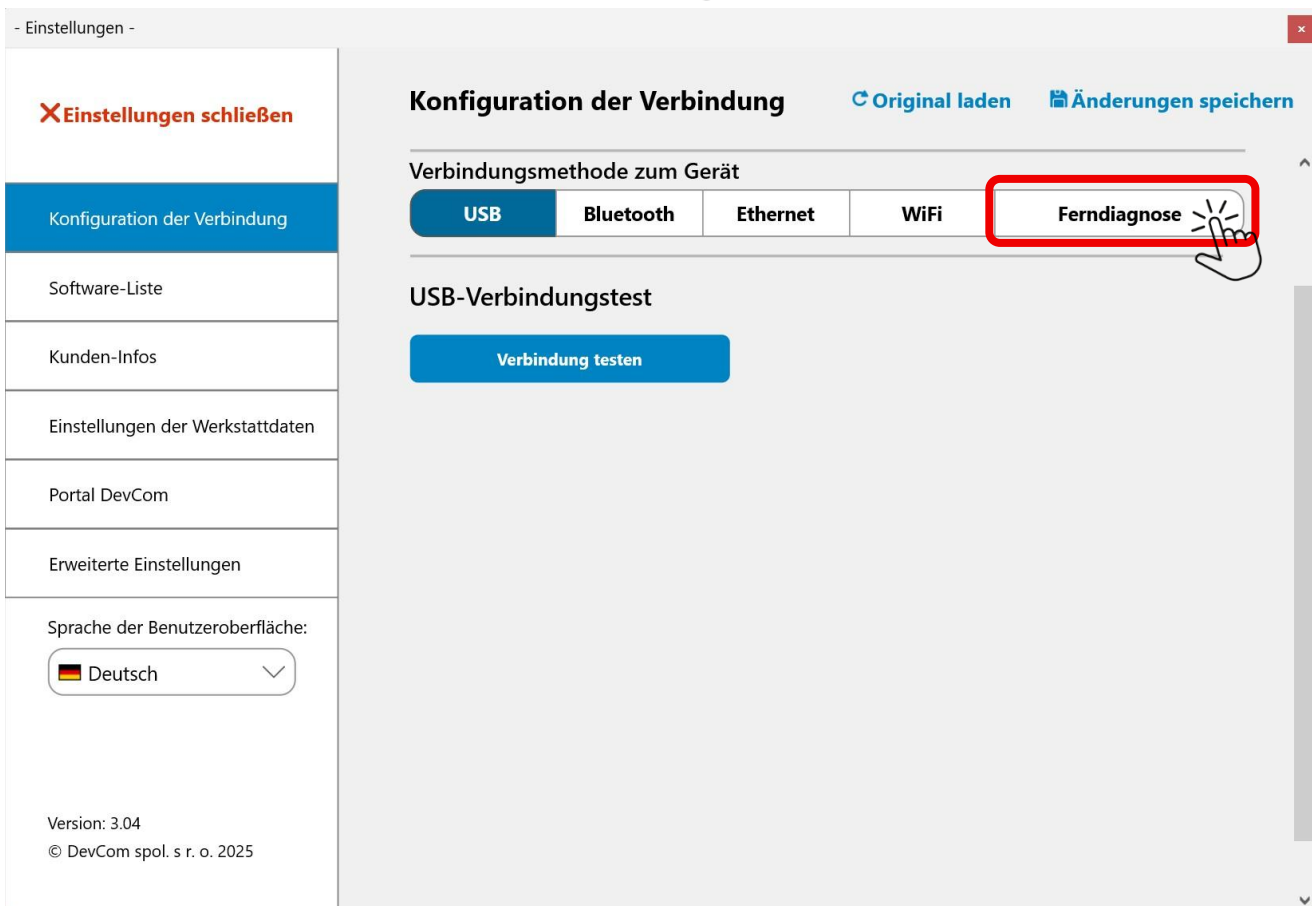 - Einstellungen -
Einstellungen schließen
Konfiguration der Verbindung
Software-Liste
Kunden-Infos
Einstellungen der Werkstattdaten
Portal DevCom
Erweiterte Einstellungen
Sprache der Benutzeroberfläche:
Deutsch
Version: 3.04
© DevCom spol. s r. o. 2025
Konfiguration der Verbindung
Original laden
Änderungen speichern
Verbindungsmethode zum Gerät
USB
Bluetooth
Ethernet
WiFi
Ferndiagnose
USB-Verbindungstest
Verbindung testen